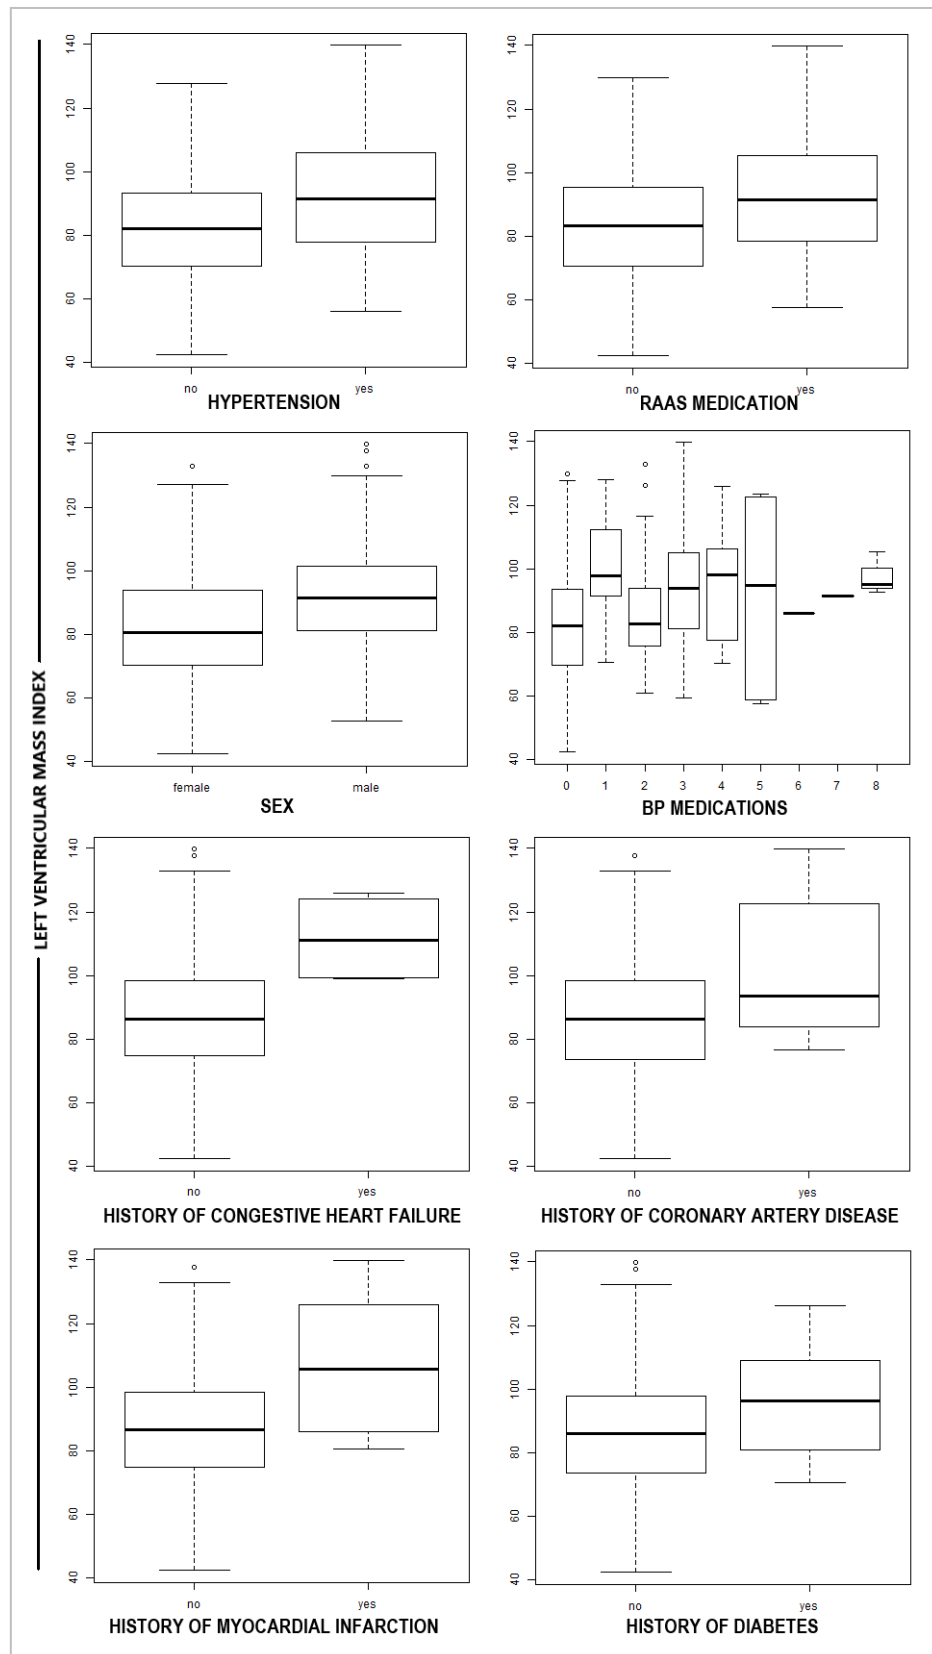 LEFT VENTRICULAR MASS INDEX
140
120
100
80
60
40
no yes
HYPERTENSION
140
120
100
80
60
40
no yes
RAAS MEDICATION
140
120
100
80
60
40
female male
SEX
140
120
100
80
60
40
0 1 2 3 4 5 6 7 8
BP MEDICATIONS
140
120
100
80
60
40
no yes
HISTORY OF CONGESTIVE HEART FAILURE
140
120
100
80
60
40
no yes
HISTORY OF CORONARY ARTERY DISEASE
140
120
100
80
60
40
no yes
HISTORY OF MYOCARDIAL INFARCTION
140
120
100
80
60
40
no yes
HISTORY OF DIABETES